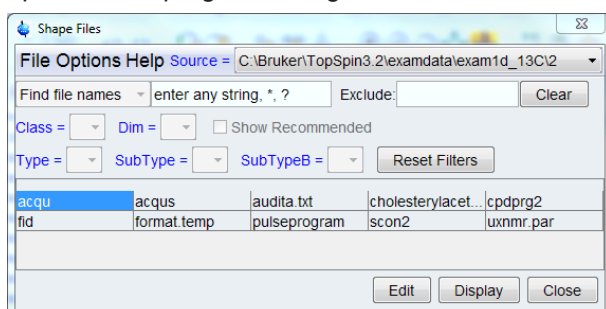 Shape Files
File Options Help Source = C:\Bruker\TopSpin3.2\examdata\exam1d_13C\2
Find file names enter any string, *, ? Exclude: Clear
Class = Dim = Show Recommended
Type = SubType = SubTypeB = Reset Filters
acqu acqus audita.txt cholesterylacet... cpdprg2
fid format.temp pulseprogram scon2 uxnmr.par
Edit Display Close